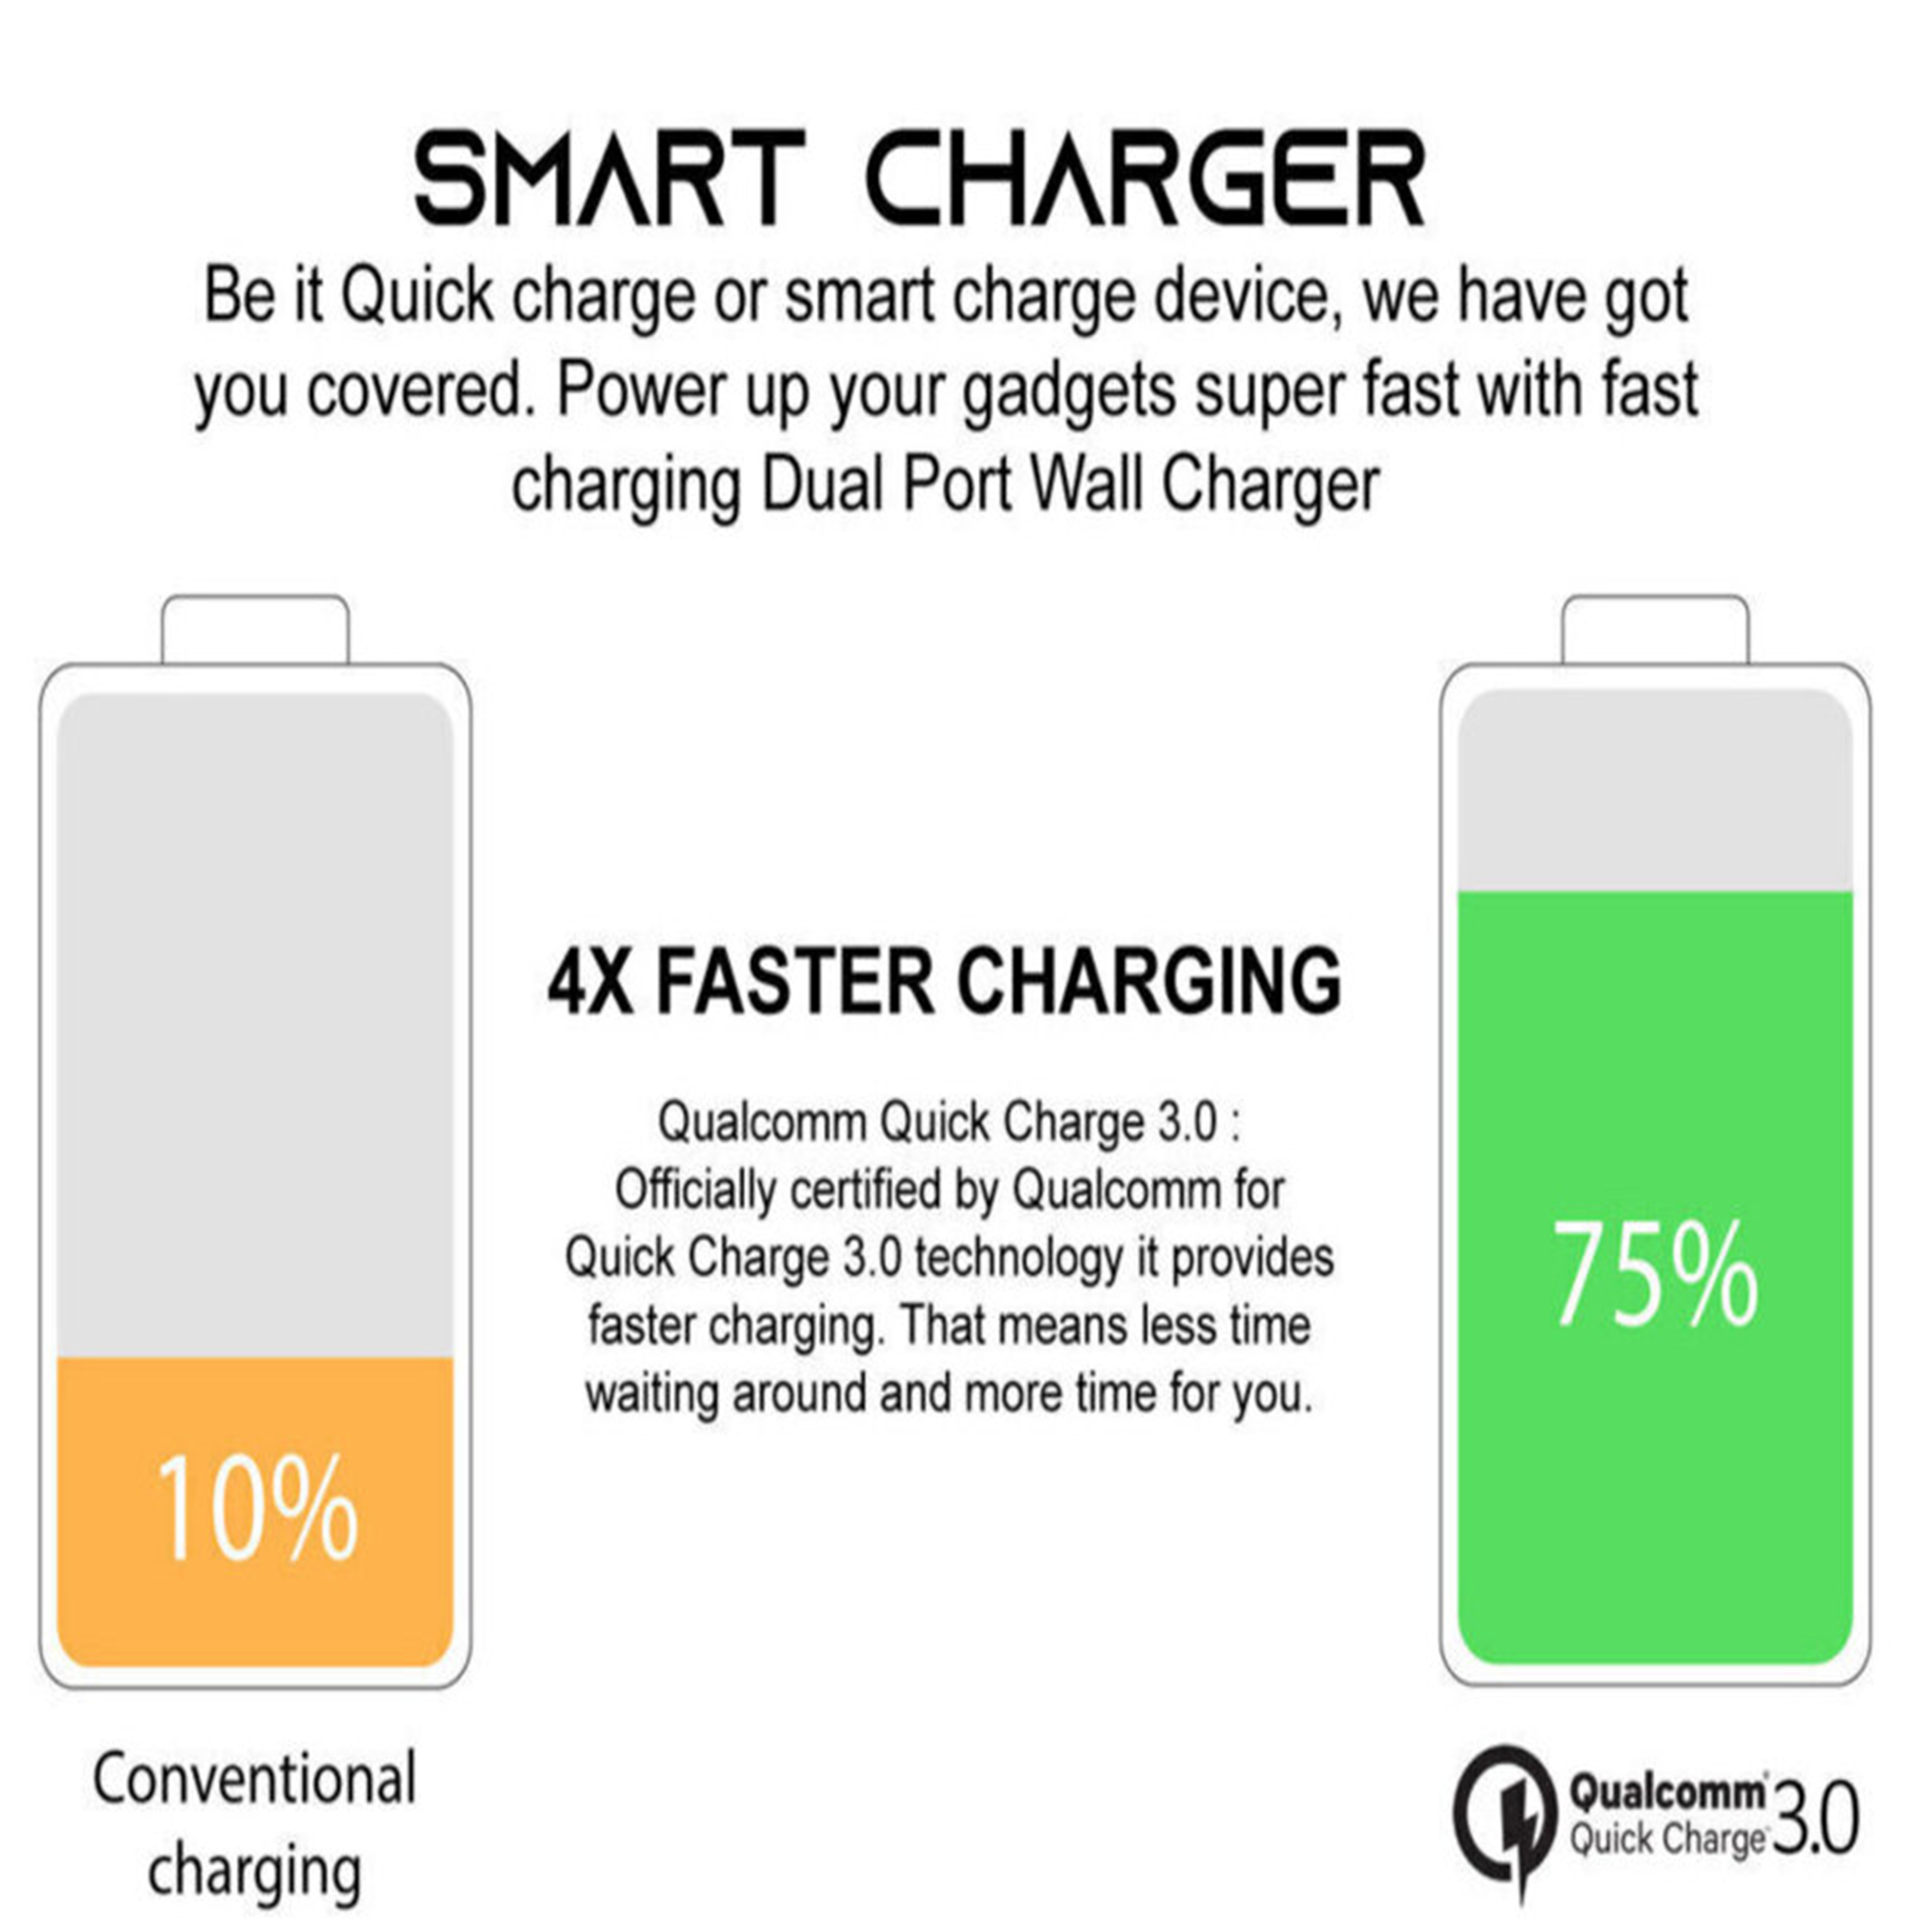 SMART CHARGER
Be it Quick charge or smart charge device, we have got
you covered. Power up your gadgets super fast with fast
charging Dual Port Wall Charger
4X FASTER CHARGING
Qualcomm Quick Charge 3.0 :
Officially certified by Qualcomm for
Quick Charge 3.0 technology it provides
faster charging. That means less time
waiting around and more time for you.
10%
75%
Conventional
charging
Qualcomm
Quick Charge 3.0